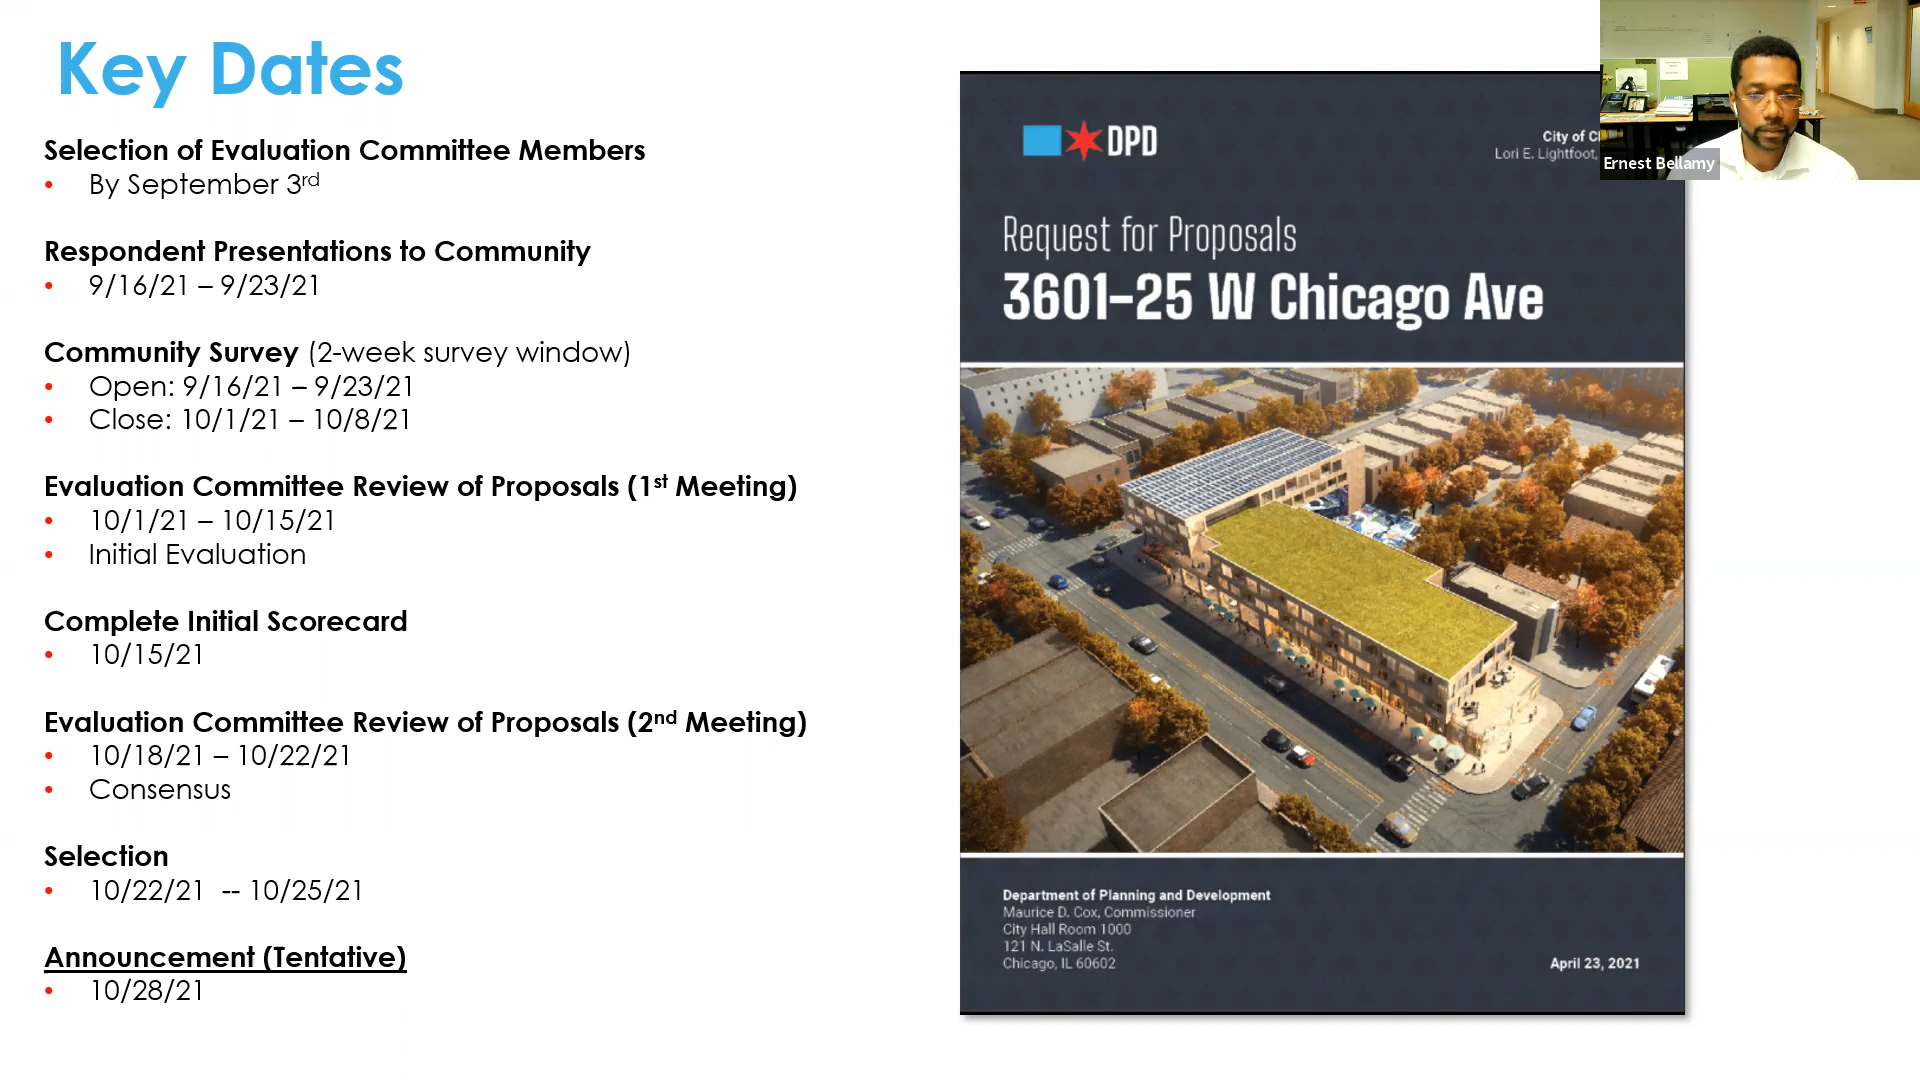 Key Dates
Selection of Evaluation Committee Members
• By September 3rd
Respondent Presentations to Community
• 9/16/21 – 9/23/21
Community Survey (2-week survey window)
• Open: 9/16/21 – 9/23/21
• Close: 10/1/21 – 10/8/21
Evaluation Committee Review of Proposals (1st Meeting)
• 10/1/21 – 10/15/21
• Initial Evaluation
Complete Initial Scorecard
• 10/15/21
Evaluation Committee Review of Proposals (2nd Meeting)
• 10/18/21 – 10/22/21
• Consensus
Selection
• 10/22/21 -- 10/25/21
Announcement (Tentative)
• 10/28/21
DPD
City of C
Lori E. Lightfoot,
Request for Proposals
3601–25 W Chicago Ave
Department of Planning and Development
Maurice D. Cox, Commissioner
City Hall Room 1000
121 N. LaSalle St.
Chicago, IL 60602
April 23, 2021
Ernest Bellamy